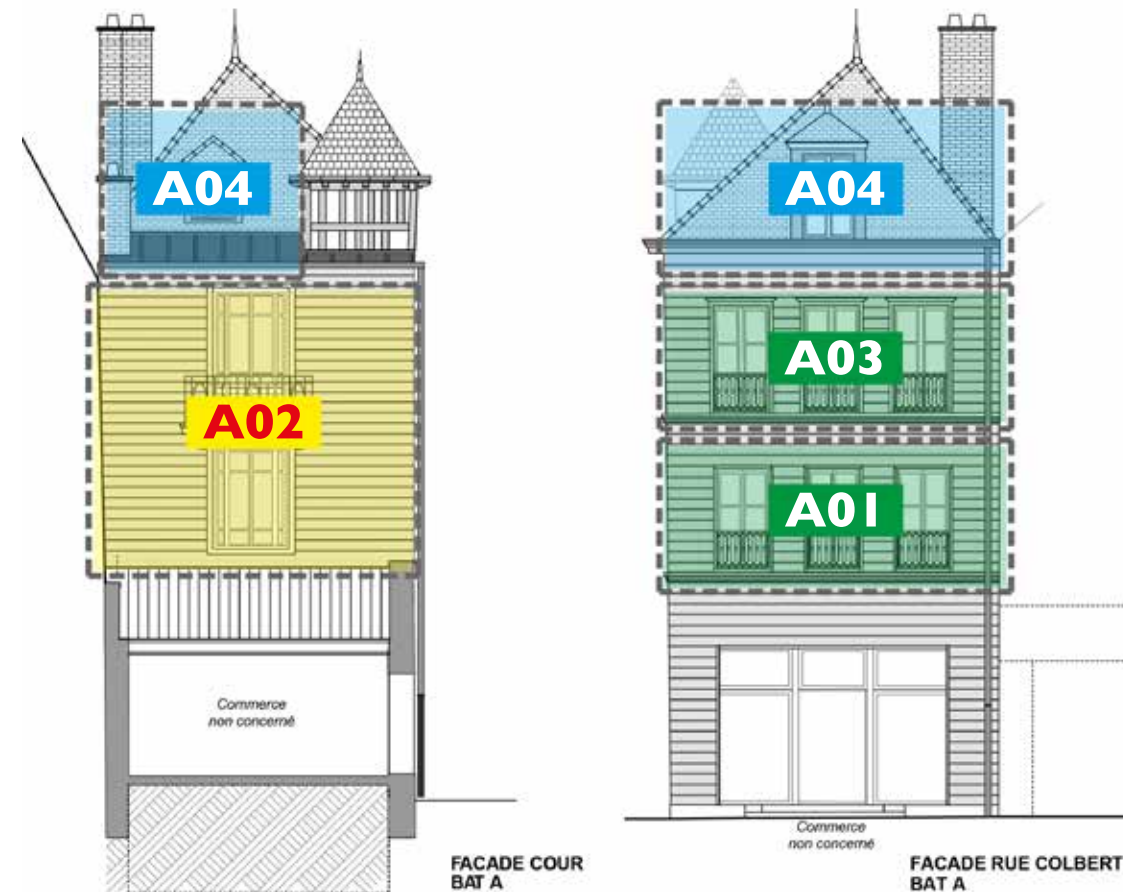 A04
A02
Commerce
non concerné
FACADE COUR
BAT A
A04
A03
A01
Commerce
non concerné
FACADE RUE COLBERT
BAT A